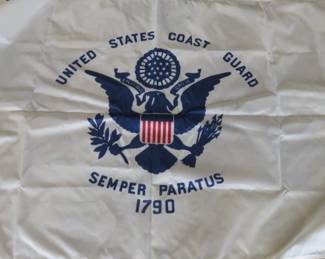 UNITED STATES COAST GUARD
SEMPER PARATUS
1790